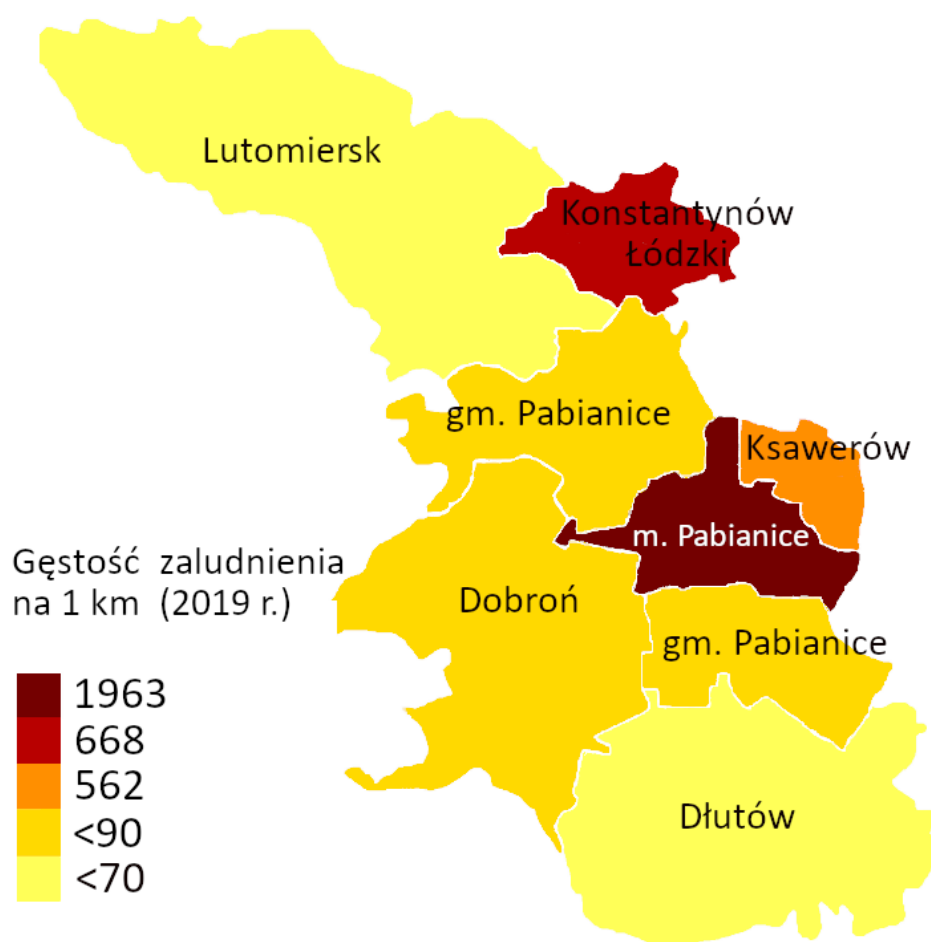 Lutomiersk
Konstantynów
Łódzki
gm. Pabianice
Ksawerów
m. Pabianice
Gęstość zaludnienia
na 1 km (2019 r.)
Dobroń
gm. Pabianice
1963
668
562
<90
<70
Dłutów